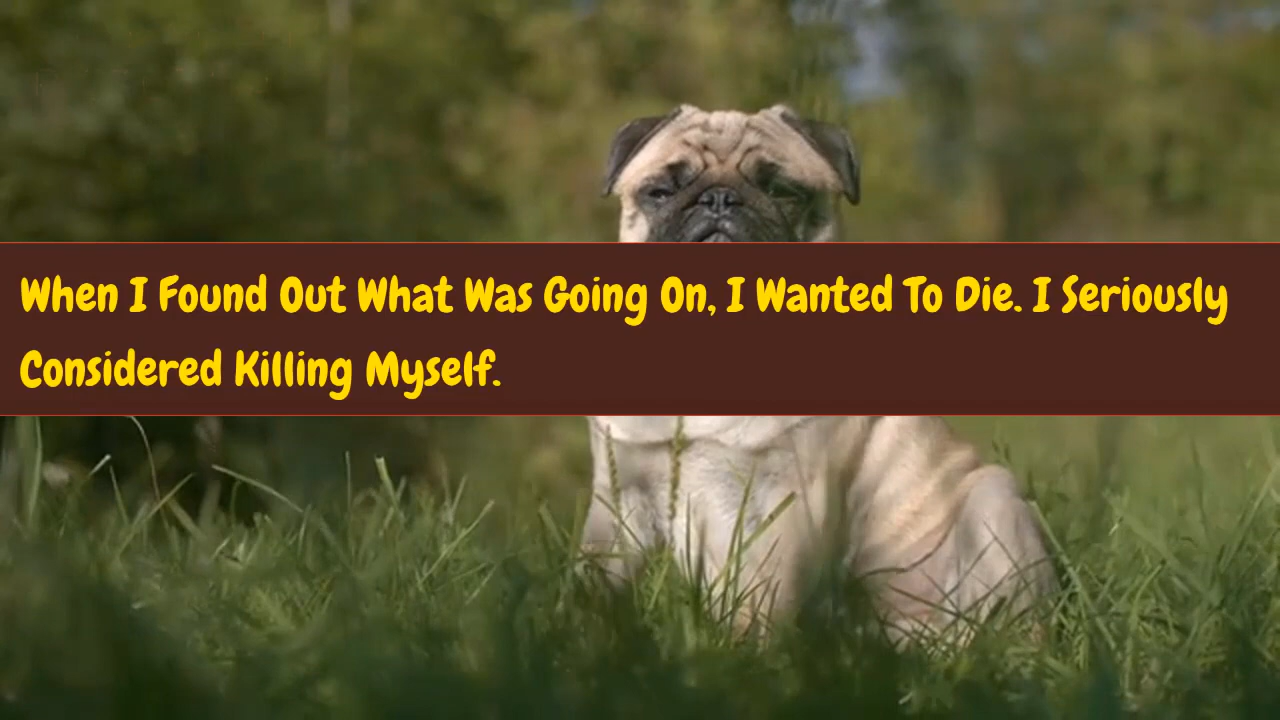 When I Found Out What Was Going On, I Wanted To Die. I Seriously
Considered Killing Myself.